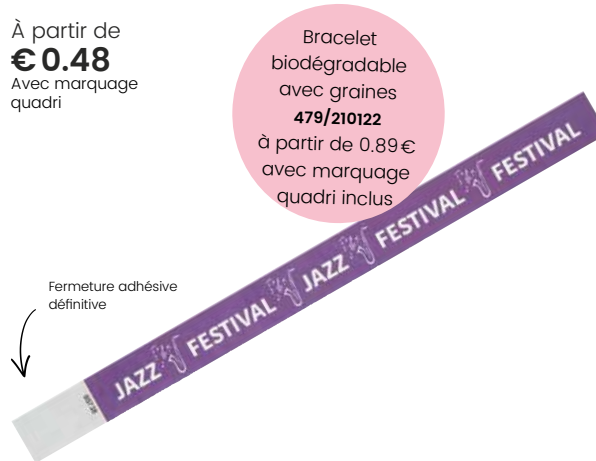 À partir de
€ 0.48
Avec marquage
quadri
Bracelet
biodégradable
avec graines
479/210122
à partir de 0.89 €
avec marquage
quadri inclus
Fermeture adhésive
définitive
JAZZ FESTIVAL JAZZ FESTIVAL FESTIVAL